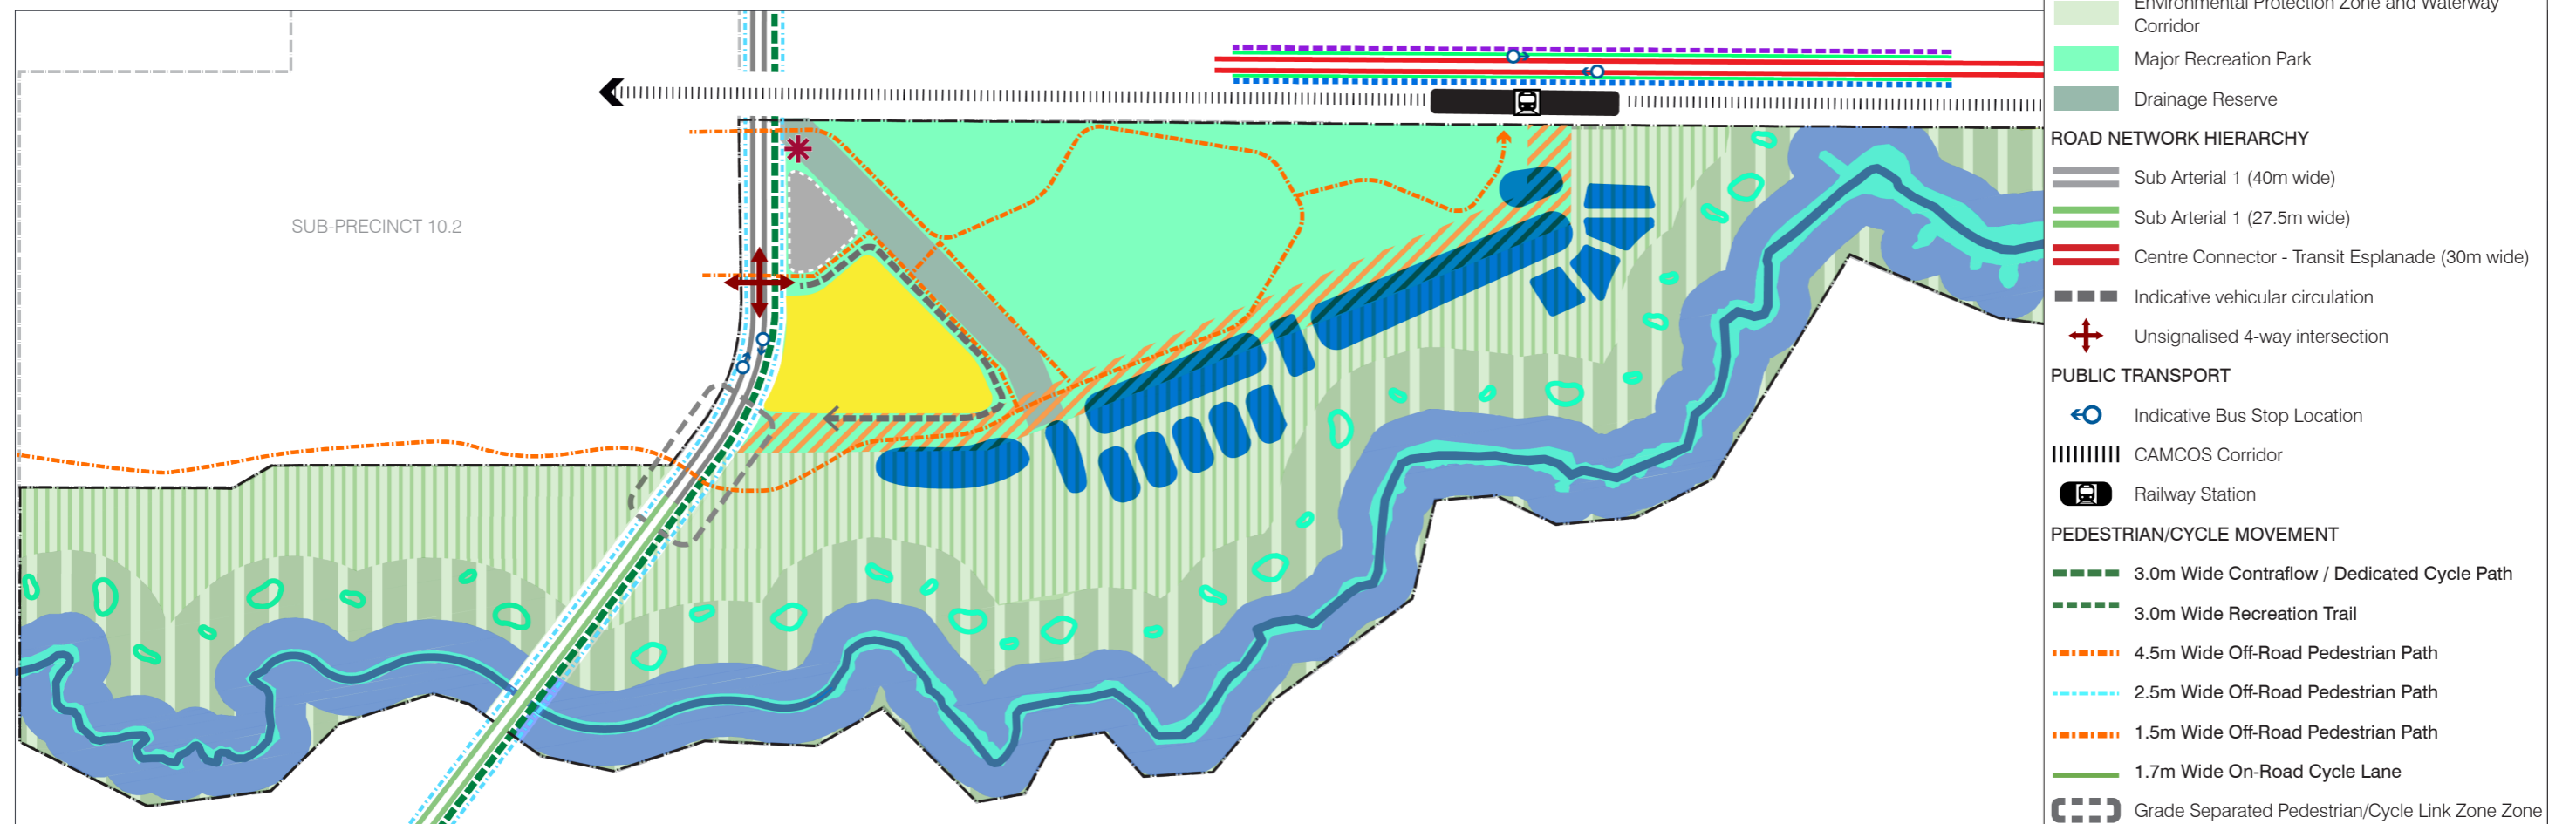 SUB-PRECINCT 10.2
Environmental Protection Zone and Waterway
Corridor
Major Recreation Park
Drainage Reserve
ROAD NETWORK HIERARCHY
Sub Arterial 1 (40m wide)
Sub Arterial 1 (27.5m wide)
Centre Connector - Transit Esplanade (30m wide)
Indicative vehicular circulation
Unsignalised 4-way intersection
PUBLIC TRANSPORT
Indicative Bus Stop Location
CAMCOS Corridor
Railway Station
PEDESTRIAN/CYCLE MOVEMENT
3.0m Wide Contraflow / Dedicated Cycle Path
3.0m Wide Recreation Trail
4.5m Wide Off-Road Pedestrian Path
2.5m Wide Off-Road Pedestrian Path
1.5m Wide Off-Road Pedestrian Path
1.7m Wide On-Road Cycle Lane
Grade Separated Pedestrian/Cycle Link Zone Zone